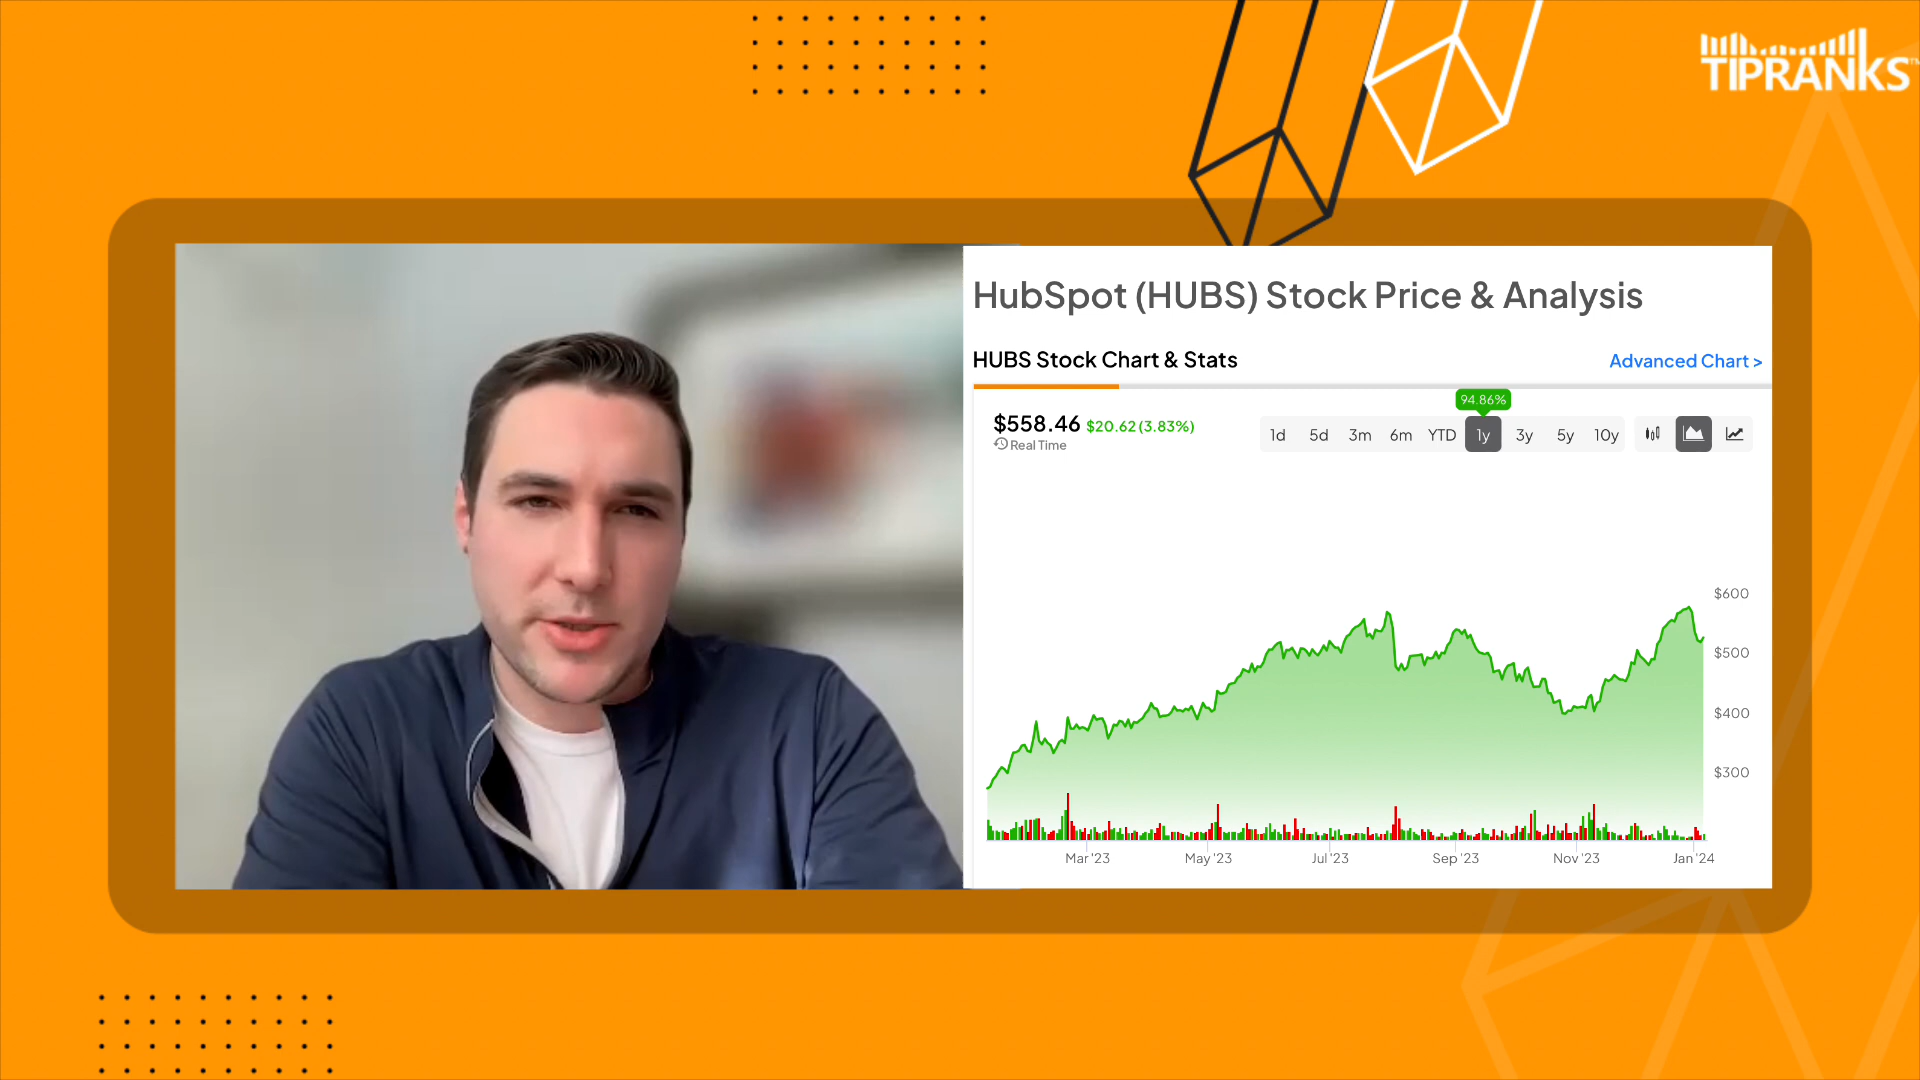 TIPRANKS™
HubSpot (HUBS) Stock Price & Analysis
HUBS Stock Chart & Stats
Advanced Chart >
94.86%
$558.46 $20.62 (3.83%)
Real Time
1d 5d 3m 6m YTD 1y 3y 5y 10y
$600
$500
$400
$300
Mar '23 May '23 Jul '23 Sep '23 Nov '23 Jan '24